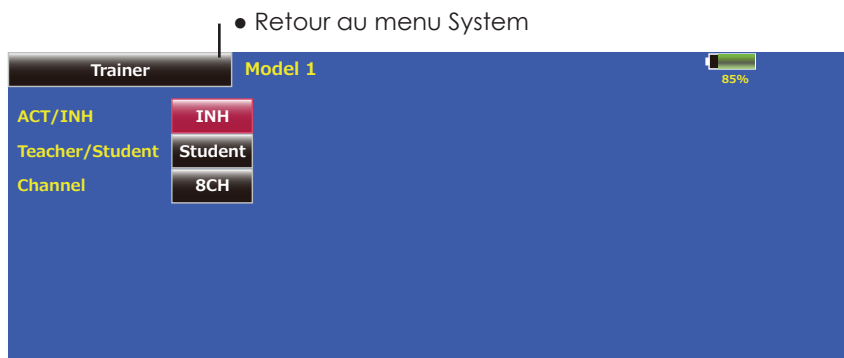 ● Retour au menu System
Trainer Model 1
85%
ACT/INH INH
Teacher/Student Student
Channel 8CH